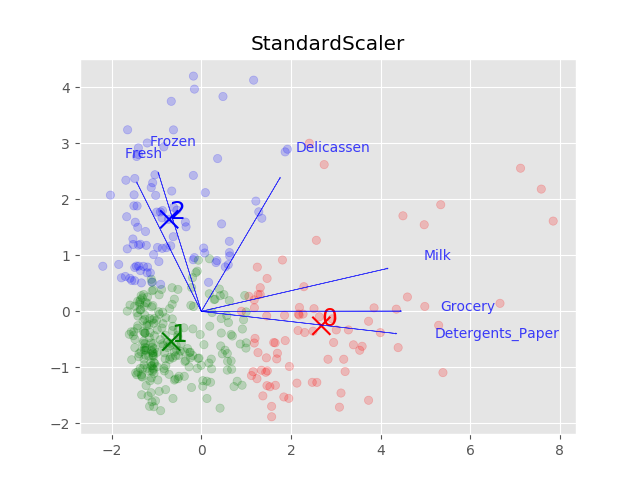 StandardScaler
4
3
2
1
0
−1
−2
−2
0
2
4
6
8
Frozen
Fresh
Delicassen
Milk
Grocery
Detergents_Paper
2
0
1